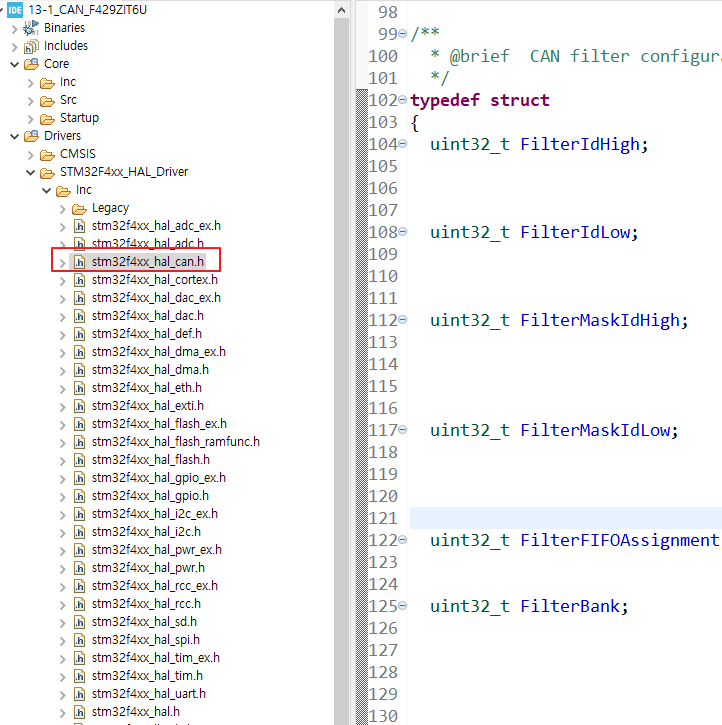 IDE 13-1_CAN_F429ZIT6U
Binaries
Includes
Core
Inc
Src
Startup
Drivers
CMSIS
STM32F4xx_HAL_Driver
Inc
Legacy
stm32f4xx_hal_adc_ex.h
stm32f4xx_hal_adc.h
stm32f4xx_hal_can.h
stm32f4xx_hal_cortex.h
stm32f4xx_hal_dac_ex.h
stm32f4xx_hal_dac.h
stm32f4xx_hal_def.h
stm32f4xx_hal_dma_ex.h
stm32f4xx_hal_dma.h
stm32f4xx_hal_eth.h
stm32f4xx_hal_exti.h
stm32f4xx_hal_flash_ex.h
stm32f4xx_hal_flash_ramfunc.h
stm32f4xx_hal_flash.h
stm32f4xx_hal_gpio_ex.h
stm32f4xx_hal_gpio.h
stm32f4xx_hal_i2c_ex.h
stm32f4xx_hal_i2c.h
stm32f4xx_hal_pwr_ex.h
stm32f4xx_hal_pwr.h
stm32f4xx_hal_rcc_ex.h
stm32f4xx_hal_rcc.h
stm32f4xx_hal_sd.h
stm32f4xx_hal_spi.h
stm32f4xx_hal_tim_ex.h
stm32f4xx_hal_tim.h
stm32f4xx_hal_uart.h
stm32f4xx_hal.h
98
99 /**
100 * @brief CAN filter configur
101 */
102 typedef struct
103 {
104 uint32_t FilterIdHigh;
105
106
107
108 uint32_t FilterIdLow;
109
110
111
112 uint32_t FilterMaskIdHigh;
113
114
115
116
117 uint32_t FilterMaskIdLow;
118
119
120
121
122 uint32_t FilterFIFOAssignment
123
124
125 uint32_t FilterBank;
126
127
128
129
130